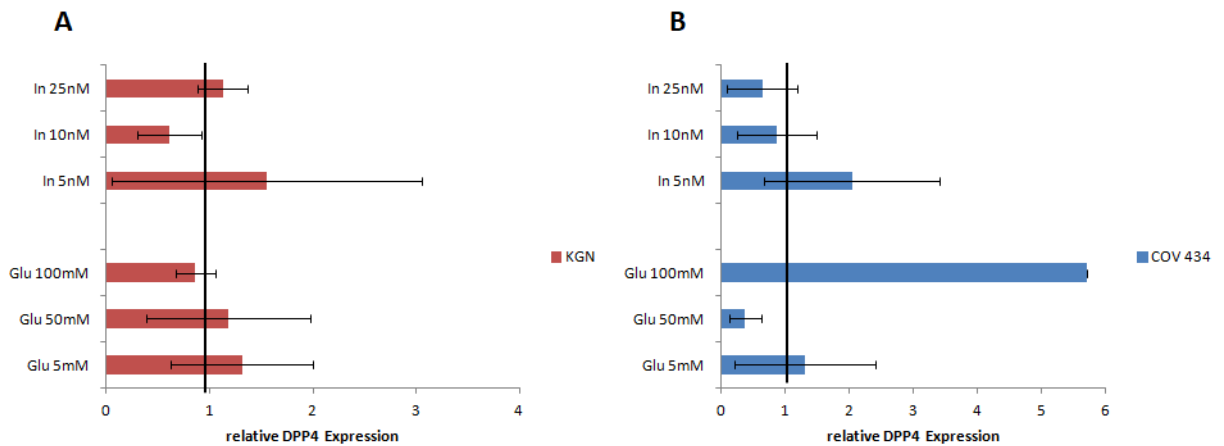 A
In 25nM
In 10nM
In 5nM
Glu 100mM
Glu 50mM
Glu 5mM
0 1 2 3 4
relative DPP4 Expression
KGN
B
In 25nM
In 10nM
In 5nM
Glu 100mM
Glu 50mM
Glu 5mM
0 1 2 3 4 5 6
relative DPP4 Expression
COV 434